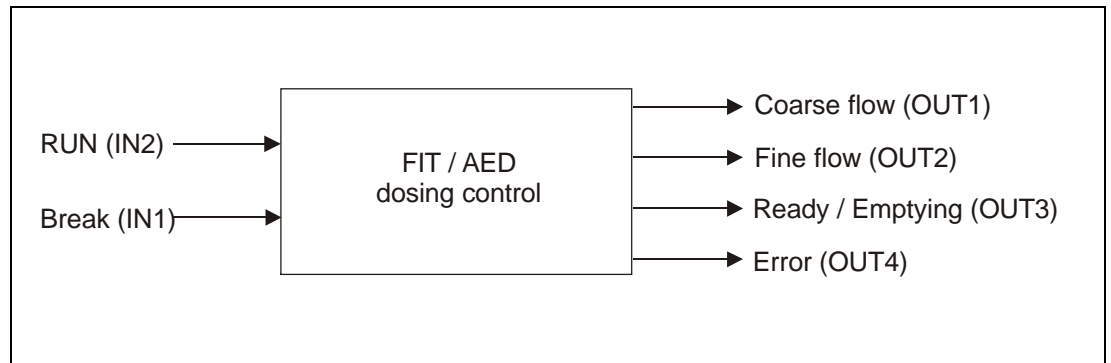 RUN (IN2)
Break (IN1)
FIT / AED
dosing control
Coarse flow (OUT1)
Fine flow (OUT2)
Ready / Emptying (OUT3)
Error (OUT4)